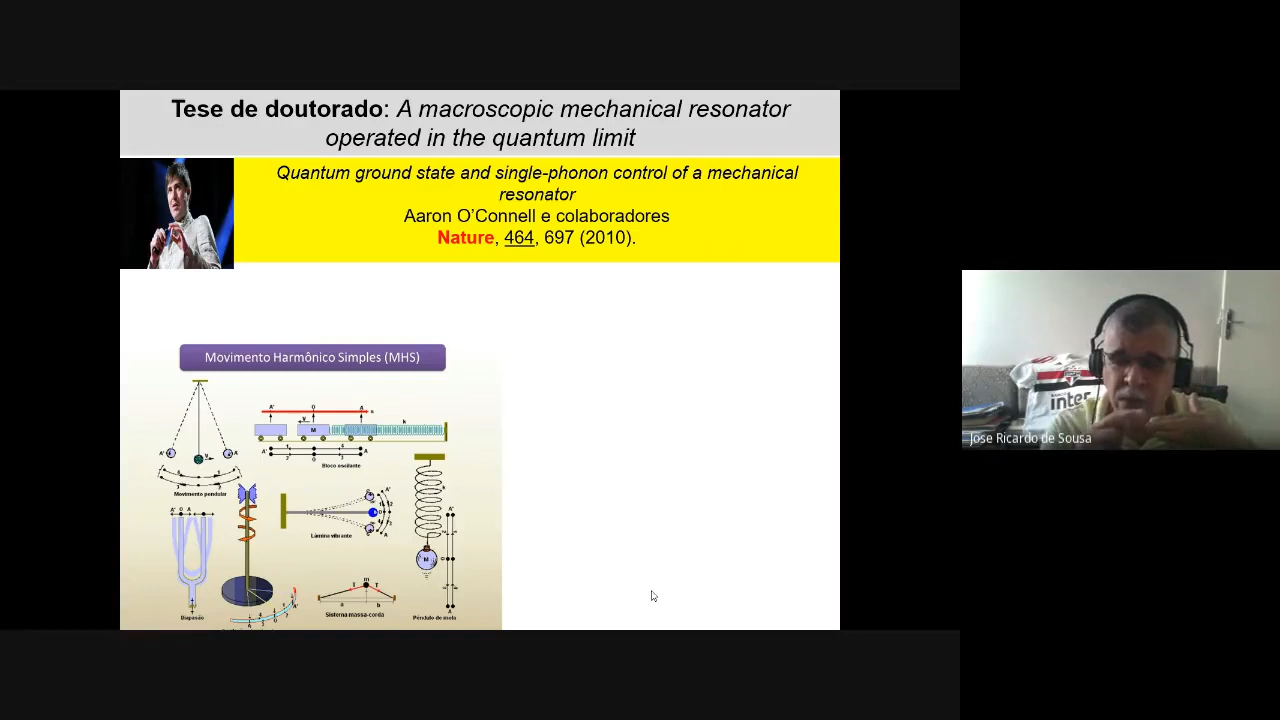 Tese de doutorado: A macroscopic mechanical resonator
operated in the quantum limit
Quantum ground state and single-phonon control of a mechanical
resonator
Aaron O'Connell e colaboradores
Nature, 464, 697 (2010).
Movimento Harmônico Simples (MHS)
A' O A
k
M
A' O A
Bloco oscilante
A' A
Movimento pendular
A' O A
Lâmina vibrante
k
A'
M
O
A
m
T T
a b
Diapasão
Sistema massa-corda
Pêndulo de mola
inter
Jose Ricardo de Sousa